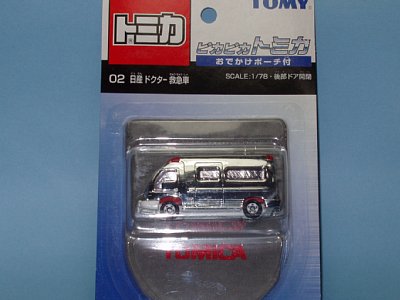 トミカ
TOMY
ピカピカトミカ
おでかけポーチ付
02 日産 ドクター 救急車
SCALE:1/78・後部ドア開閉
TOMICA